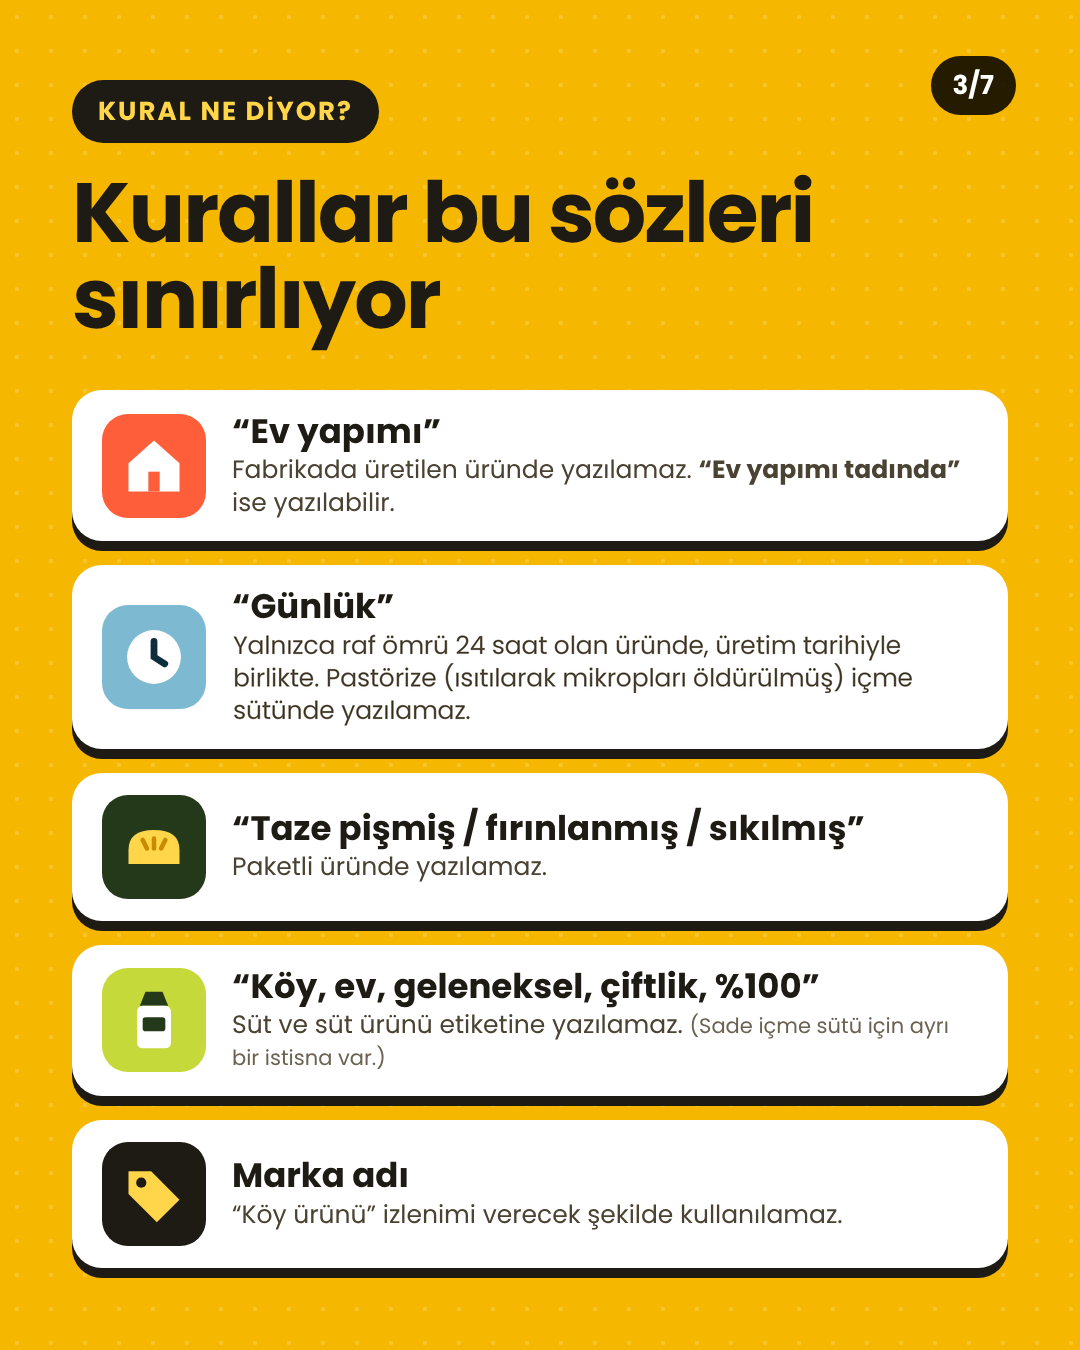 3/7
KURAL NE DİYOR?
Kurallar bu sözleri
sınırlıyor
“Ev yapımı”
Fabrikada üretilen üründe yazılamaz. “Ev yapımı tadında”
ise yazılabilir.
“Günlük”
Yalnızca raf ömrü 24 saat olan üründe, üretim tarihiyle
birlikte. Pastörize (ısıtılarak mikropları öldürülmüş) içme
sütünde yazılamaz.
“Taze pişmiş / fırınlanmış / sıkılmış”
Paketli üründe yazılamaz.
“Köy, ev, geleneksel, çiftlik, %100”
Süt ve süt ürünü etiketine yazılamaz. (Sade içme sütü için ayrı
bir istisna var.)
Marka adı
“Köy ürünü” izlenimi verecek şekilde kullanılamaz.